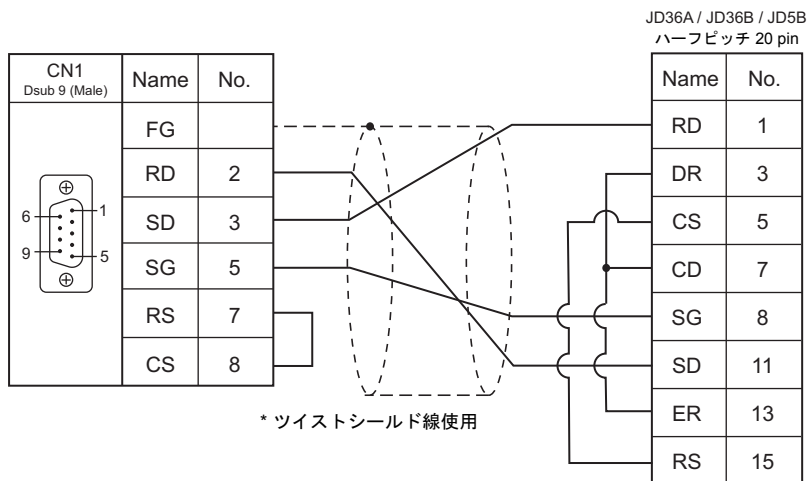 JD36A / JD36B / JD5B
ハーフピッチ 20 pin
CN1
Dsub 9 (Male)
Name No.
FG
RD 2
SD 3
SG 5
RS 7
CS 8
6
1
9
5
Name No.
RD 1
DR 3
CS 5
CD 7
SG 8
SD 11
ER 13
RS 15
* ツイストシールド線使用